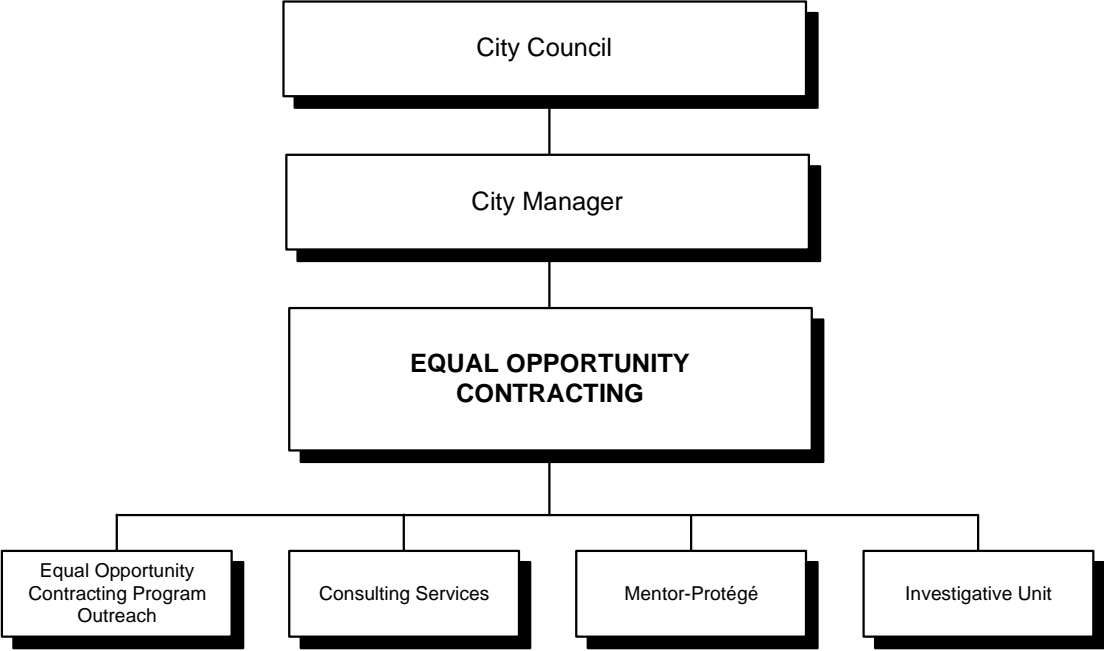 City Council
City Manager
EQUAL OPPORTUNITY
CONTRACTING
Equal Opportunity
Contracting Program
Outreach
Consulting Services
Mentor-Protégé
Investigative Unit